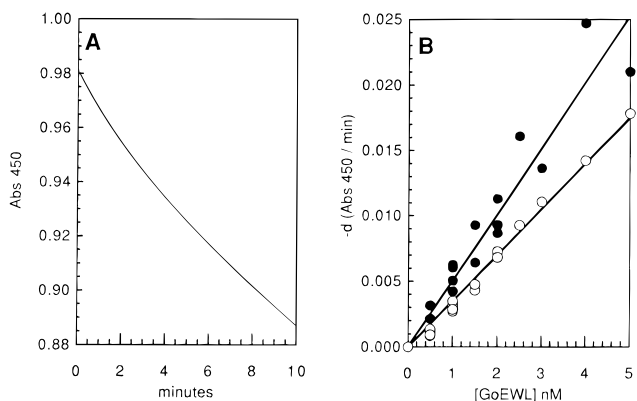 A
Abs 450
1.00
0.98
0.96
0.94
0.92
0.90
0.88
0 2 4 6 8 10
minutes
B
-d (Abs 450 / min)
0.025
0.020
0.015
0.010
0.005
0.000
0 1 2 3 4 5
[GoEWL] nM